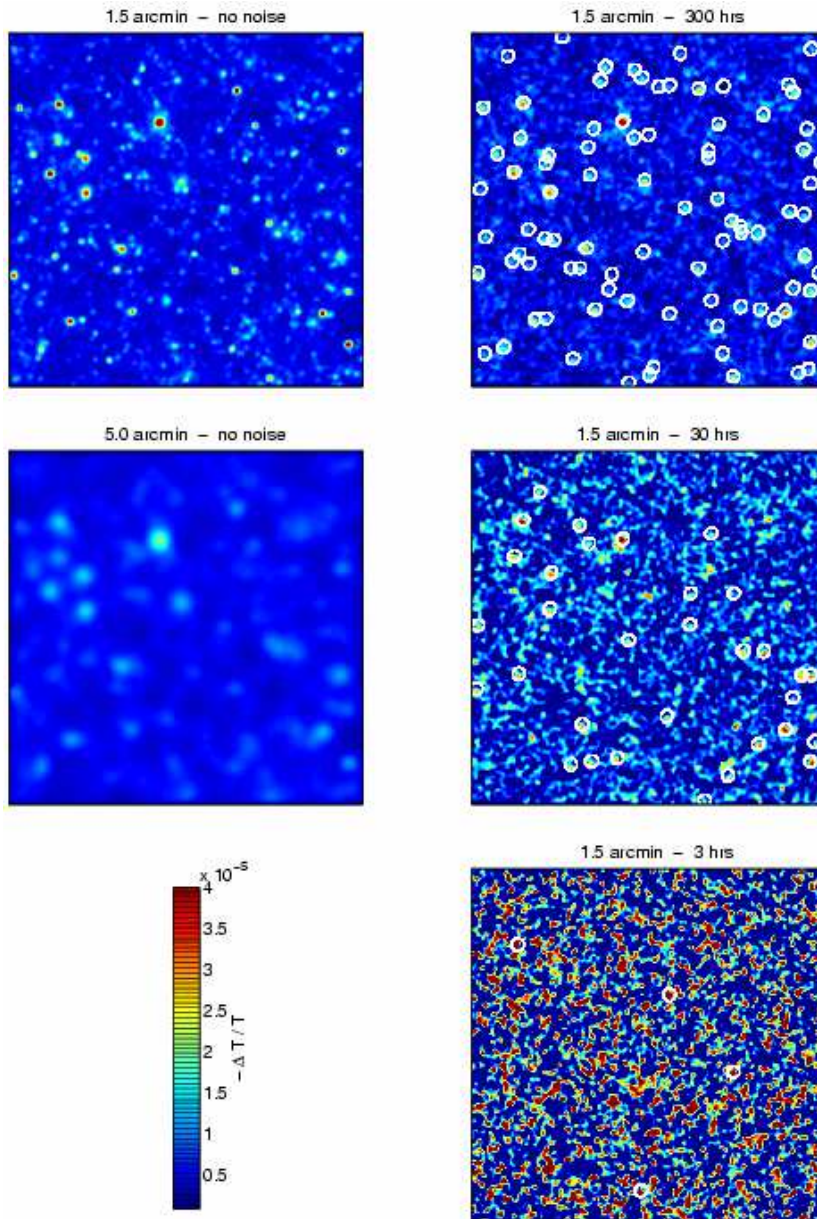 1.5 arcmin - no noise
1.5 arcmin - 300 hrs
5.0 arcmin - no noise
1.5 arcmin - 30 hrs
1.5 arcmin - 3 hrs
x 10-5
4
3.5
3
2.5
2
1.5
1
0.5
- Δ T / T